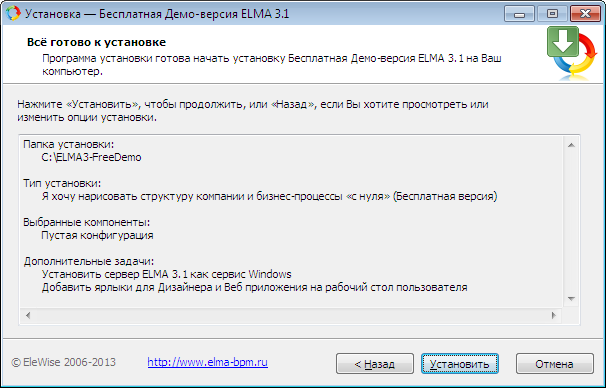 Установка — Бесплатная Демо-версия ELMA 3.1
Всё готово к установке
Программа установки готова начать установку Бесплатная Демо-версия ELMA 3.1 на Ваш
компьютер.
Нажмите «Установить», чтобы продолжить, или «Назад», если Вы хотите просмотреть или
изменить опции установки.
Папка установки:
C:\ELMA3-FreeDemo
Тип установки:
Я хочу нарисовать структуру компании и бизнес-процессы «с нуля» (Бесплатная версия)
Выбранные компоненты:
Пустая конфигурация
Дополнительные задачи:
Установить сервер ELMA 3.1 как сервис Windows
Добавить ярлыки для Дизайнера и Веб приложения на рабочий стол пользователя
© EleWise 2006-2013 http://www.elma-bpm.ru < Назад Установить Отмена